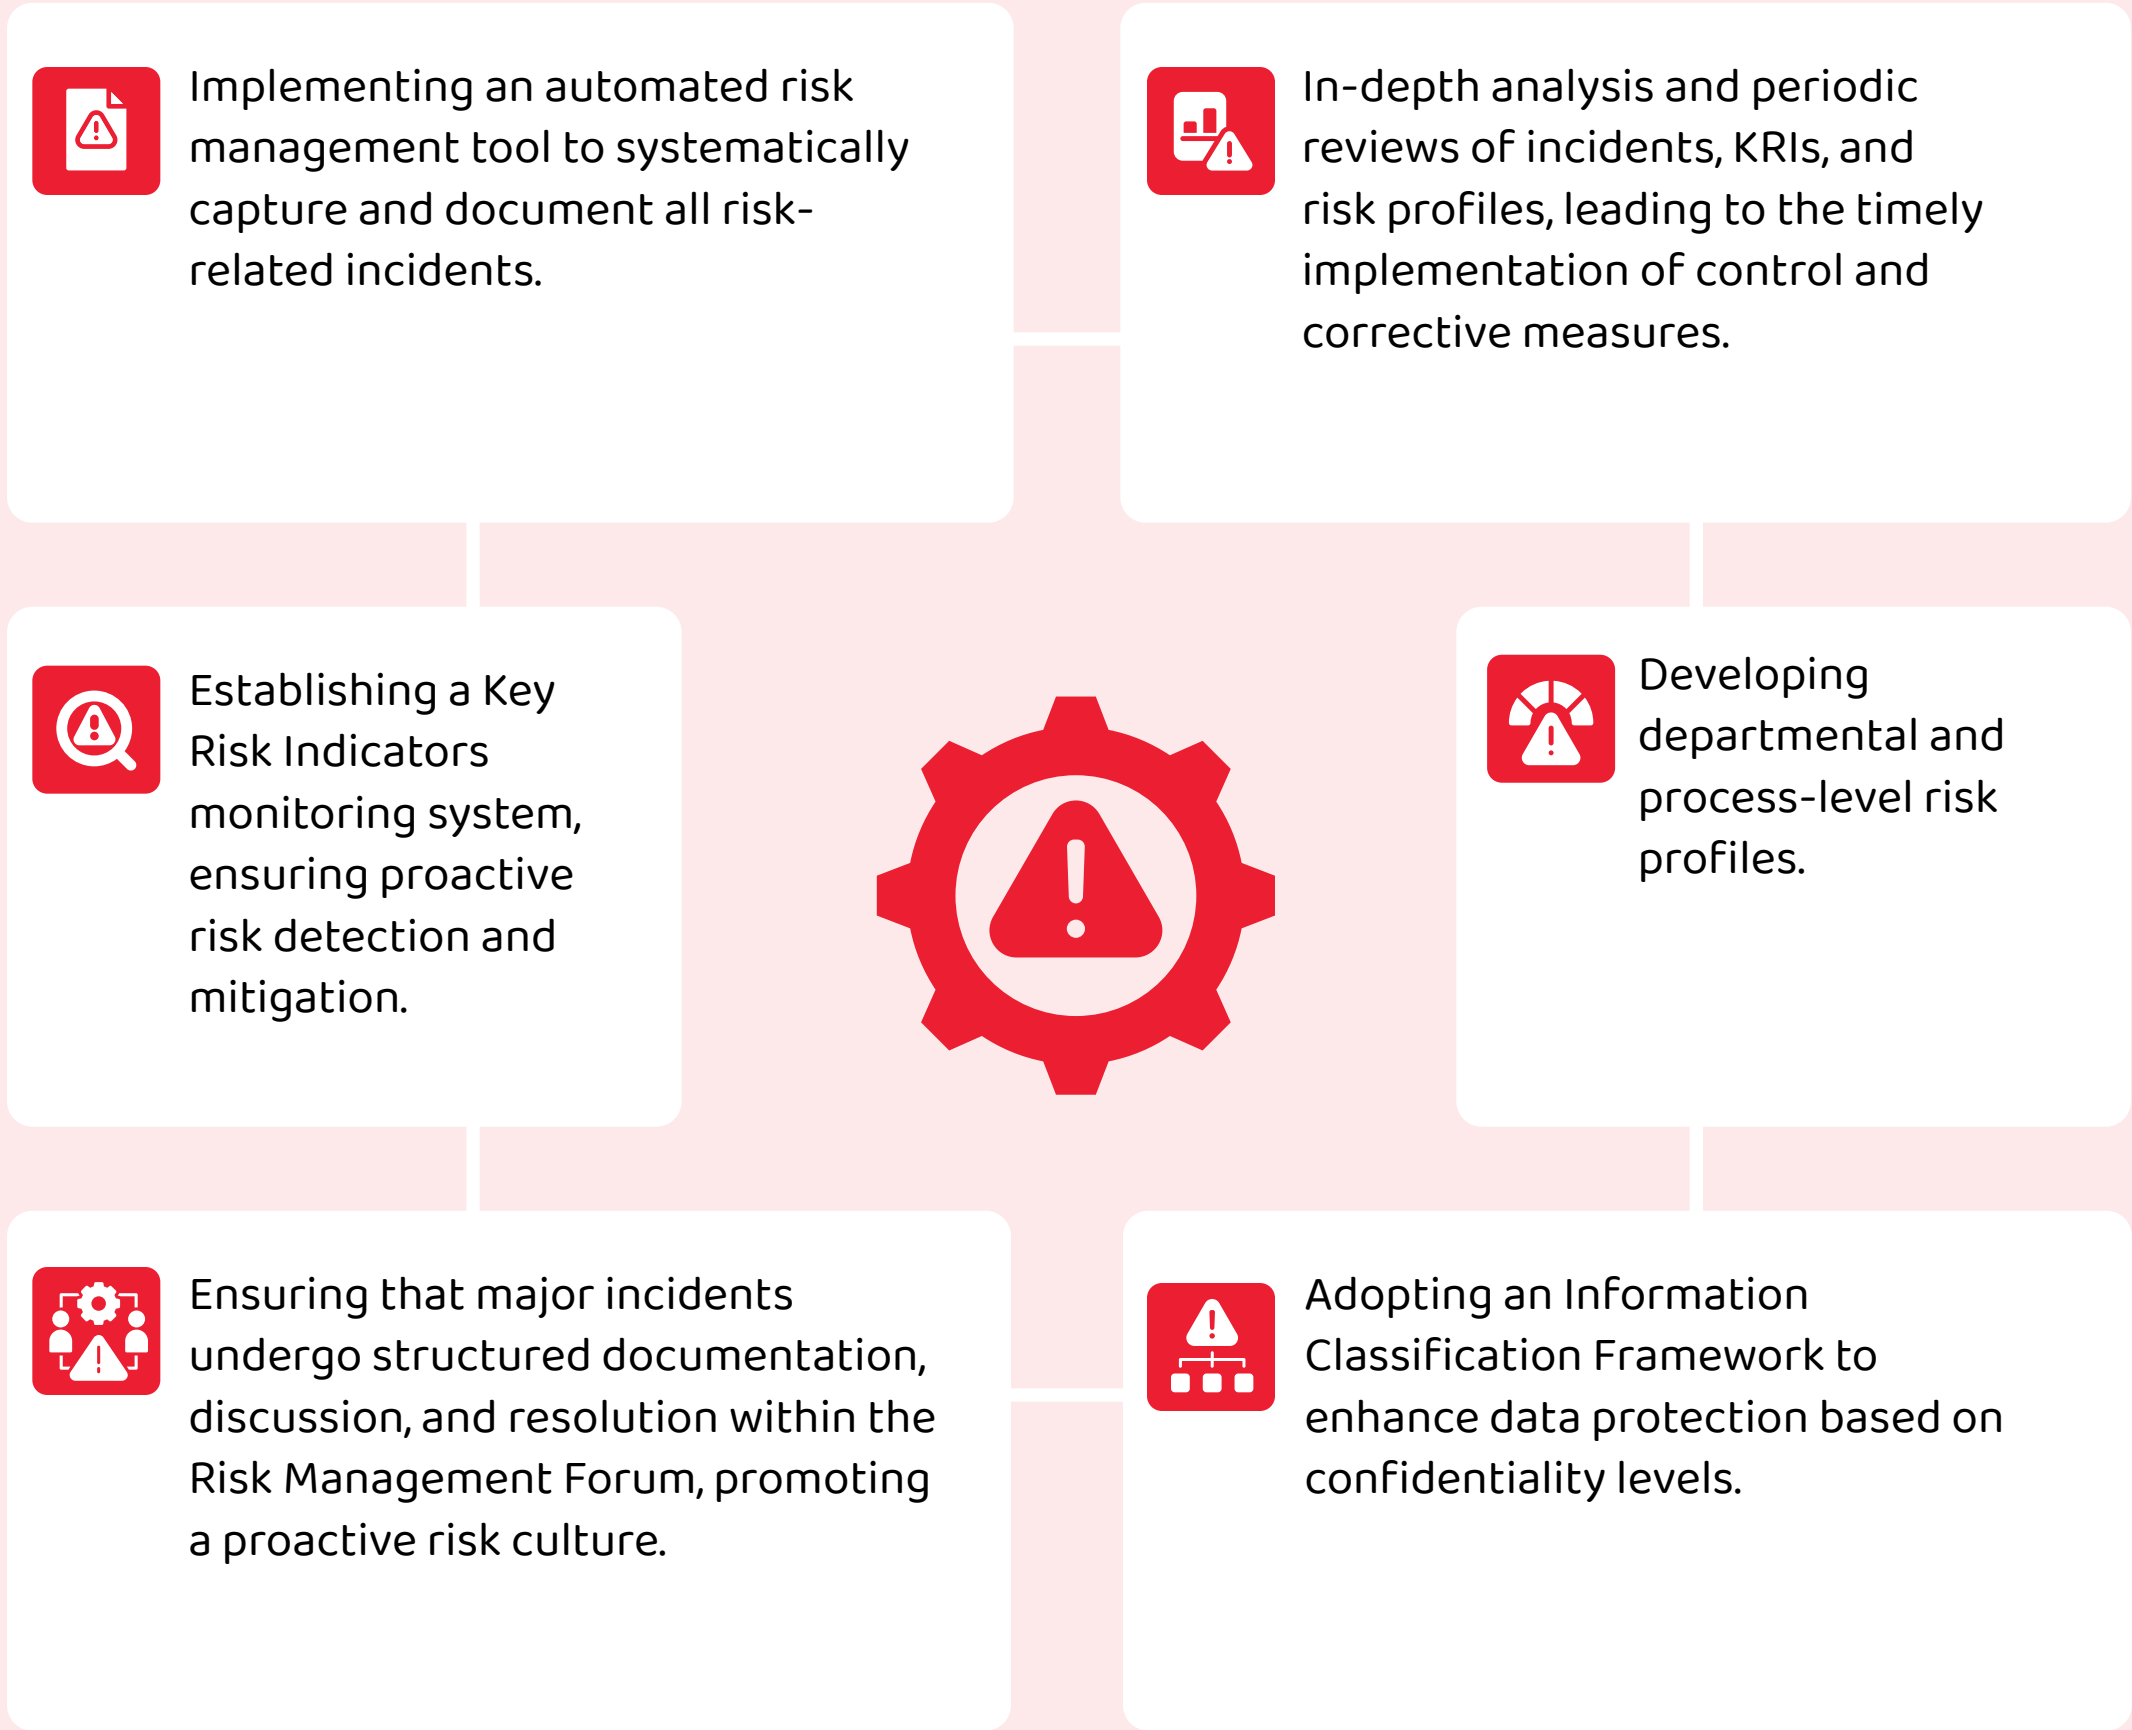 Implementing an automated risk
management tool to systematically
capture and document all risk-
related incidents.
In-depth analysis and periodic
reviews of incidents, KRIs, and
risk profiles, leading to the timely
implementation of control and
corrective measures.
Establishing a Key
Risk Indicators
monitoring system,
ensuring proactive
risk detection and
mitigation.
Developing
departmental and
process-level risk
profiles.
Ensuring that major incidents
undergo structured documentation,
discussion, and resolution within the
Risk Management Forum, promoting
a proactive risk culture.
Adopting an Information
Classification Framework to
enhance data protection based on
confidentiality levels.